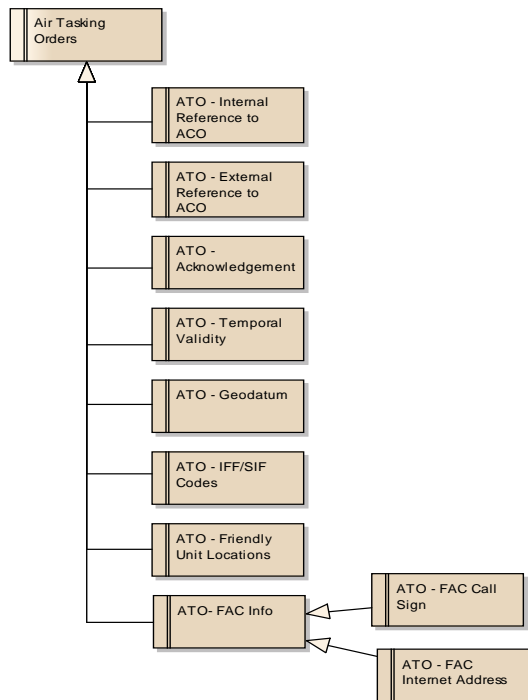 Air Tasking
Orders
ATO - Internal
Reference to
ACO
ATO - External
Reference to
ACO
ATO -
Acknowledgement
ATO - Temporal
Validity
ATO - Geodatum
ATO - IFF/SIF
Codes
ATO - Friendly
Unit Locations
ATO- FAC Info
ATO - FAC Call
Sign
ATO - FAC
Internet Address